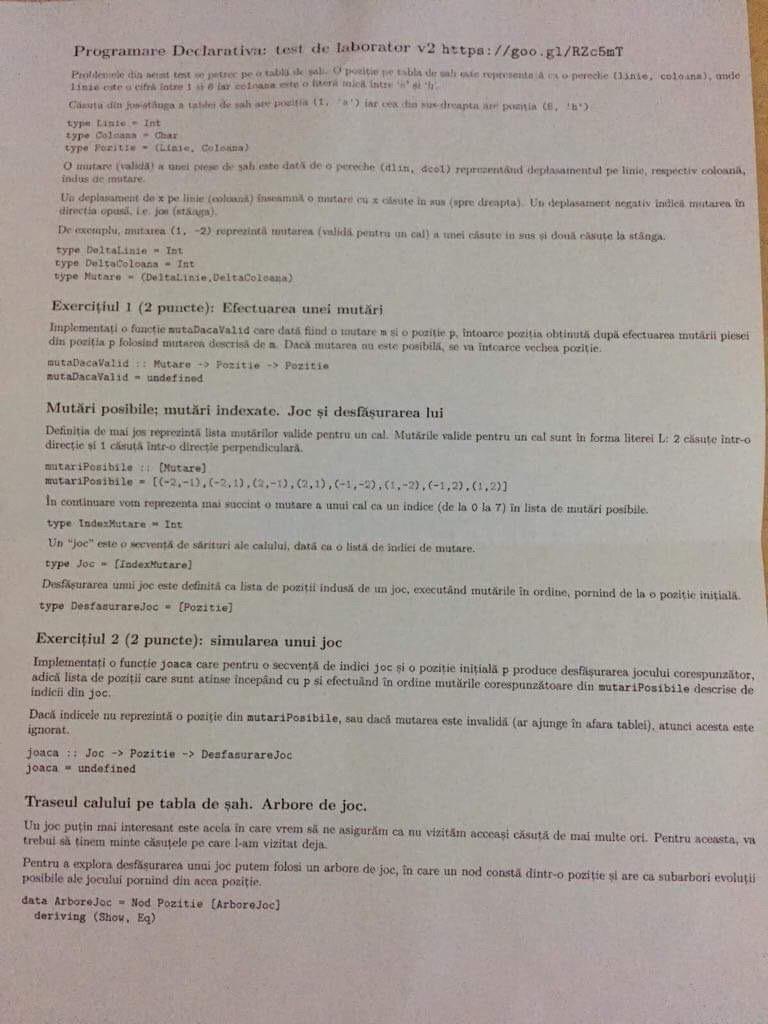 Programare Declarativa: test de laborator v2 https://goo.gl/RZc5mT
Problemele din acest test se petrec pe o tablă de șah. O poziție pe tabla de șah este reprezentată ca o pereche (linie, coloana), unde
linie este o cifră între 1 și 8 iar coloana este o literă mică între 'a' și 'h'.
Căsuța din jos-stânga a tablei de șah are poziția (1, 'a') iar cea din sus-dreapta are poziția (8, 'h')
type Linie = Int
type Coloana = Char
type Pozitie = (Linie, Coloana)
O mutare (validă) a unei piese de șah este dată de o pereche (dlin, dcol) reprezentând deplasamentul pe linie, respectiv coloană,
indus de mutare.
Un deplasament de x pe linie (coloană) înseamnă o mutare cu x căsuțe în sus (spre dreapta). Un deplasament negativ indică mutarea în
direcția opusă, i.e. jos (stânga).
De exemplu, mutarea (1, -2) reprezintă mutarea (validă pentru un cal) a unei căsuțe în sus și două căsuțe la stânga.
type DeltaLinie = Int
type DeltaColoana = Int
type Mutare = (DeltaLinie,DeltaColoana)
Exercițiul 1 (2 puncte): Efectuarea unei mutări
Implementați o funcție mutaDacaValid care dată fiind o mutare m și o poziție p, întoarce poziția obținută după efectuarea mutării piesei
din poziția p folosind mutarea descrisă de m. Dacă mutarea nu este posibilă, se va întoarce vechea poziție.
mutaDacaValid :: Mutare -> Pozitie -> Pozitie
mutaDacaValid = undefined
Mutări posibile; mutări indexate. Joc și desfășurarea lui
Definiția de mai jos reprezintă lista mutărilor valide pentru un cal. Mutările valide pentru un cal sunt în forma literei L: 2 căsuțe într-o
direcție și 1 căsuță într-o direcție perpendiculară.
mutariPosibile :: [Mutare]
mutariPosibile = [(-2,-1),(-2,1),(2,-1),(2,1),(-1,-2),(1,-2),(-1,2),(1,2)]
În continuare vom reprezenta mai succint o mutare a unui cal ca un indice (de la 0 la 7) în lista de mutări posibile.
type IndexMutare = Int
Un "joc" este o secvență de sărituri ale calului, dată ca o listă de indici de mutare.
type Joc = [IndexMutare]
Desfășurarea unui joc este definită ca lista de poziții indusă de un joc, executând mutările în ordine, pornind de la o poziție inițială.
type DesfasurareJoc = [Pozitie]
Exercițiul 2 (2 puncte): simularea unui joc
Implementați o funcție joaca care pentru o secvență de indici joc și o poziție inițială p produce desfășurarea jocului corespunzător,
adică lista de poziții care sunt atinse începând cu p și efectuând în ordine mutările corespunzătoare din mutariPosibile descrise de
indicii din joc.
Dacă indicele nu reprezintă o poziție din mutariPosibile, sau dacă mutarea este invalidă (ar ajunge în afara tablei), atunci acesta este
ignorat.
joaca :: Joc -> Pozitie -> DesfasurareJoc
joaca = undefined
Traseul calului pe tabla de șah. Arbore de joc.
Un joc puțin mai interesant este acela în care vrem să ne asigurăm ca nu vizităm aceeași căsuță de mai multe ori. Pentru aceasta, va
trebui să ținem minte căsuțele pe care l-am vizitat deja.
Pentru a explora desfășurarea unui joc putem folosi un arbore de joc, în care un nod constă dintr-o poziție și are ca subarbori evoluții
posibile ale jocului pornind din acea poziție.
data ArboreJoc = Nod Pozitie [ArboreJoc]
deriving (Show, Eq)